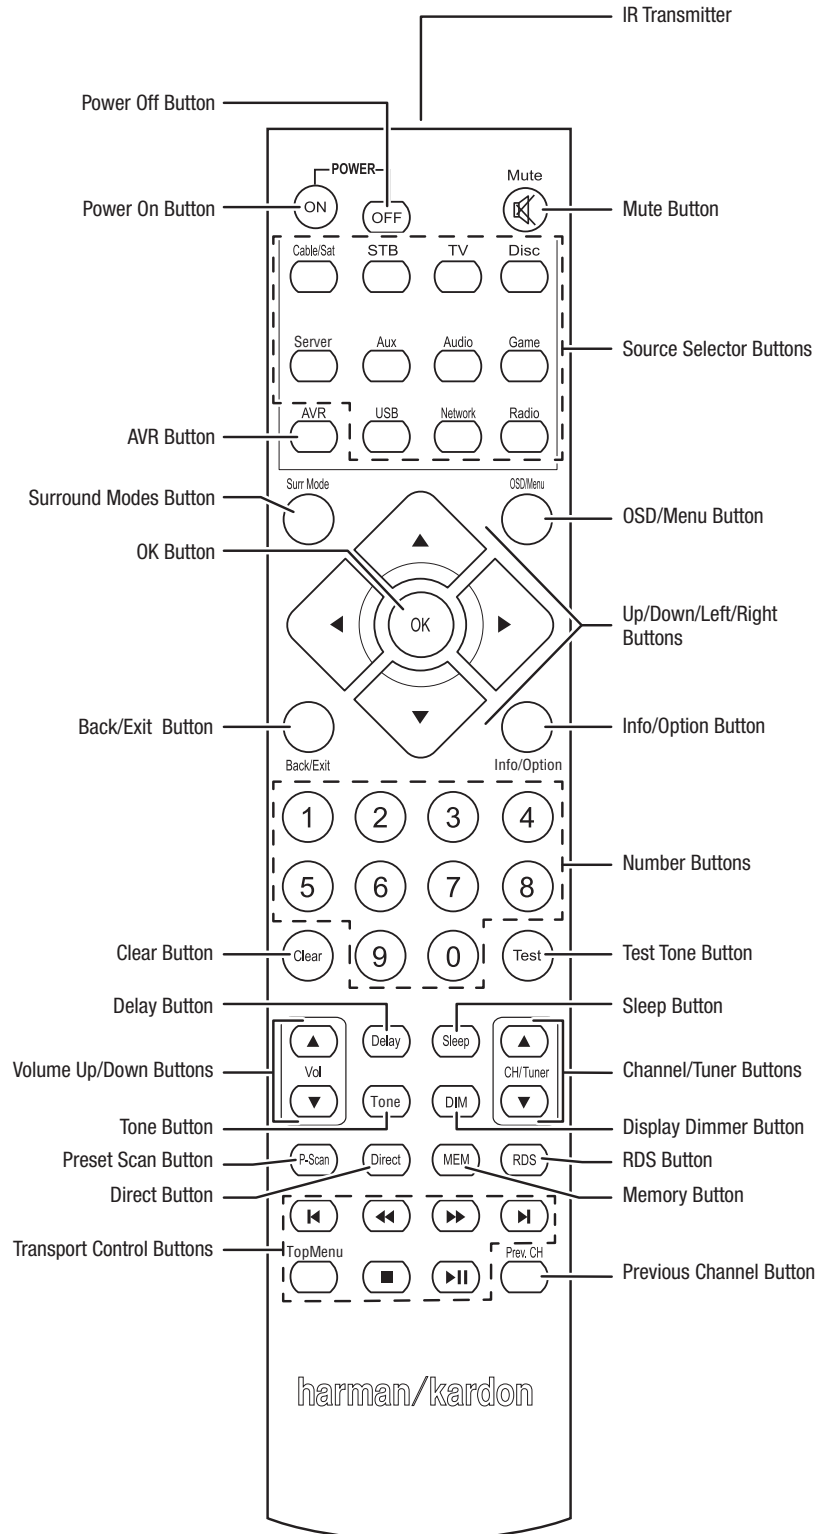 IR Transmitter
Power Off Button
POWER
Mute
Power On Button
ON
OFF
Mute Button
Cable/Sat
STB
TV
Disc
Server
Aux
Audio
Game
Source Selector Buttons
AVR
USB
Network
Radio
AVR Button
Surr Mode
OSD/Menu
Surround Modes Button
OSD/Menu Button
OK Button
OK
Up/Down/Left/Right
Buttons
Back/Exit Button
Info/Option Button
Back/Exit
Info/Option
1
2
3
4
Number Buttons
5
6
7
8
Clear Button
Clear
9
0
Test
Test Tone Button
Delay Button
Sleep Button
Delay
Sleep
Volume Up/Down Buttons
Vol
CH/Tuner
Channel/Tuner Buttons
Tone
DIM
Tone Button
Display Dimmer Button
Preset Scan Button
P-Scan
Direct
MEM
RDS
RDS Button
Direct Button
Memory Button
Transport Control Buttons
TopMenu
Prev. CH
Previous Channel Button
harman/kardon